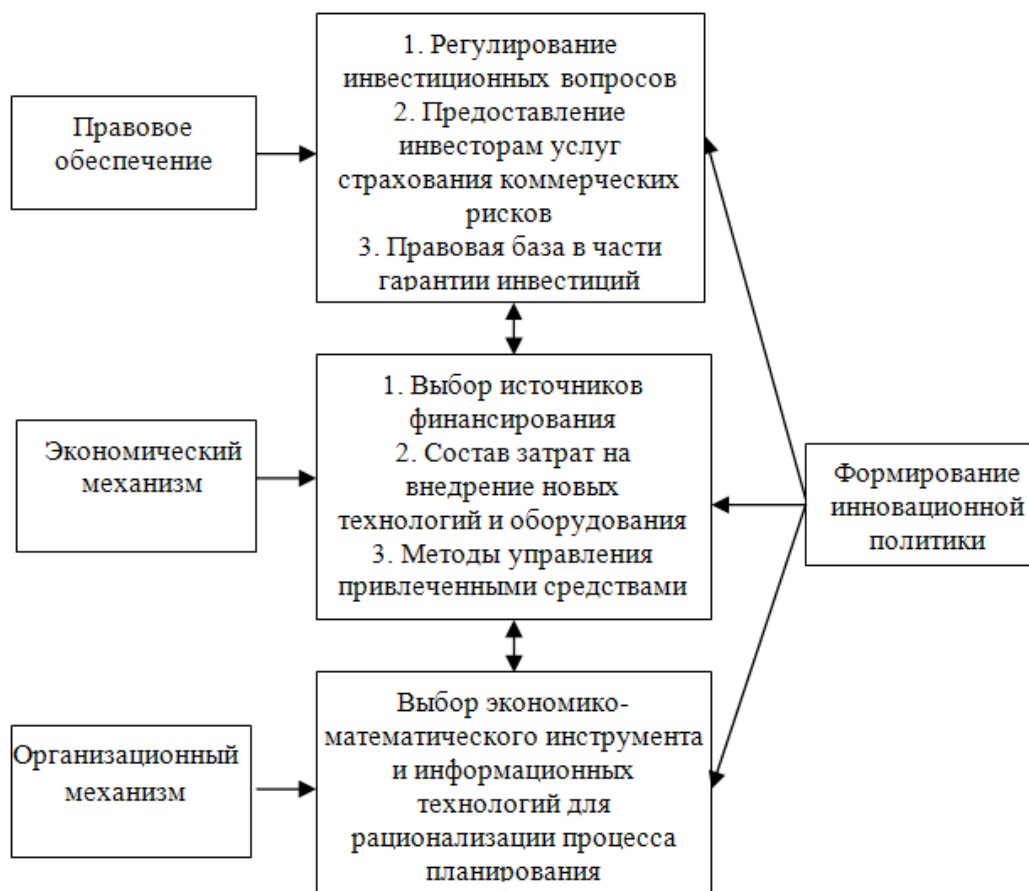 Правовое
обеспечение
1. Регулирование
инвестиционных вопросов
2. Предоставление
инвесторам услуг
страхования коммерческих
рисков
3. Правовая база в части
гарантии инвестиций
Экономический
механизм
1. Выбор источников
финансирования
2. Состав затрат на
внедрение новых
технологий и оборудования
3. Методы управления
привлеченными средствами
Формирование
инновационной
политики
Организационный
механизм
Выбор экономико-
математического инструмента
и информационных
технологий для
рационализации процесса
планирования